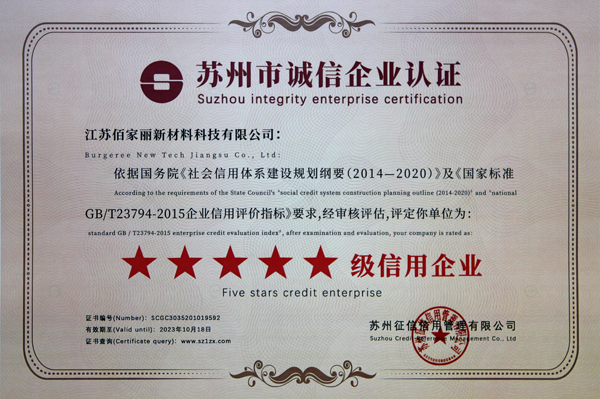 苏州市诚信企业认证
Suzhou integrity enterprise certification
江苏佰家丽新材料科技有限公司：
Burgeree New Tech Jiangsu Co., Ltd:
依据国务院《社会信用体系建设规划纲要（2014—2020）》及《国家标准
According to the requirements of the State Council's "social credit system construction planning outline (2014-2020)" and "national
GB/T23794-2015企业信用评价指标》要求，经审核评估，评定你单位为：
standard GB / T23794-2015 enterprise credit evaluation index", after examination and evaluation, your company is rated as:
★★★★★ 级信用企业
Five stars credit enterprise
证书编号(Number)：SCGC3035201019592
有效期至(Valid until)：2023年10月18日
证书查询(Certificate query)：www.sz1zx.com
苏州征信信用管理有限公司
Suzhou Credit Reference Management Co., Ltd